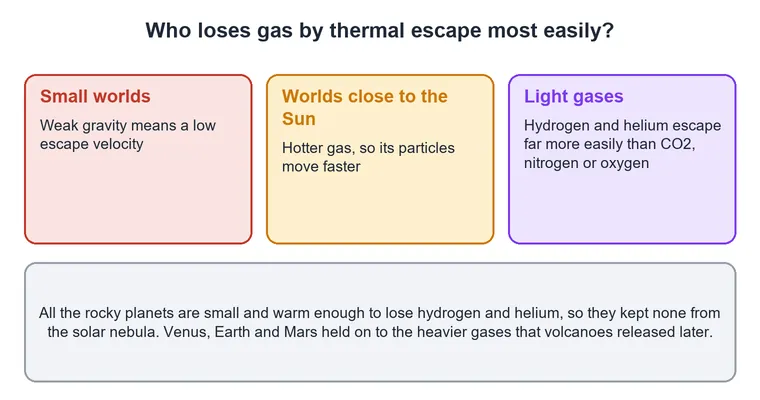 Who loses gas by thermal escape most easily?
Small worlds
Weak gravity means a low
escape velocity
Worlds close to the
Sun
Hotter gas, so its particles
move faster
Light gases
Hydrogen and helium escape
far more easily than CO2,
nitrogen or oxygen
All the rocky planets are small and warm enough to lose hydrogen and helium, so they kept none from
the solar nebula. Venus, Earth and Mars held on to the heavier gases that volcanoes released later.